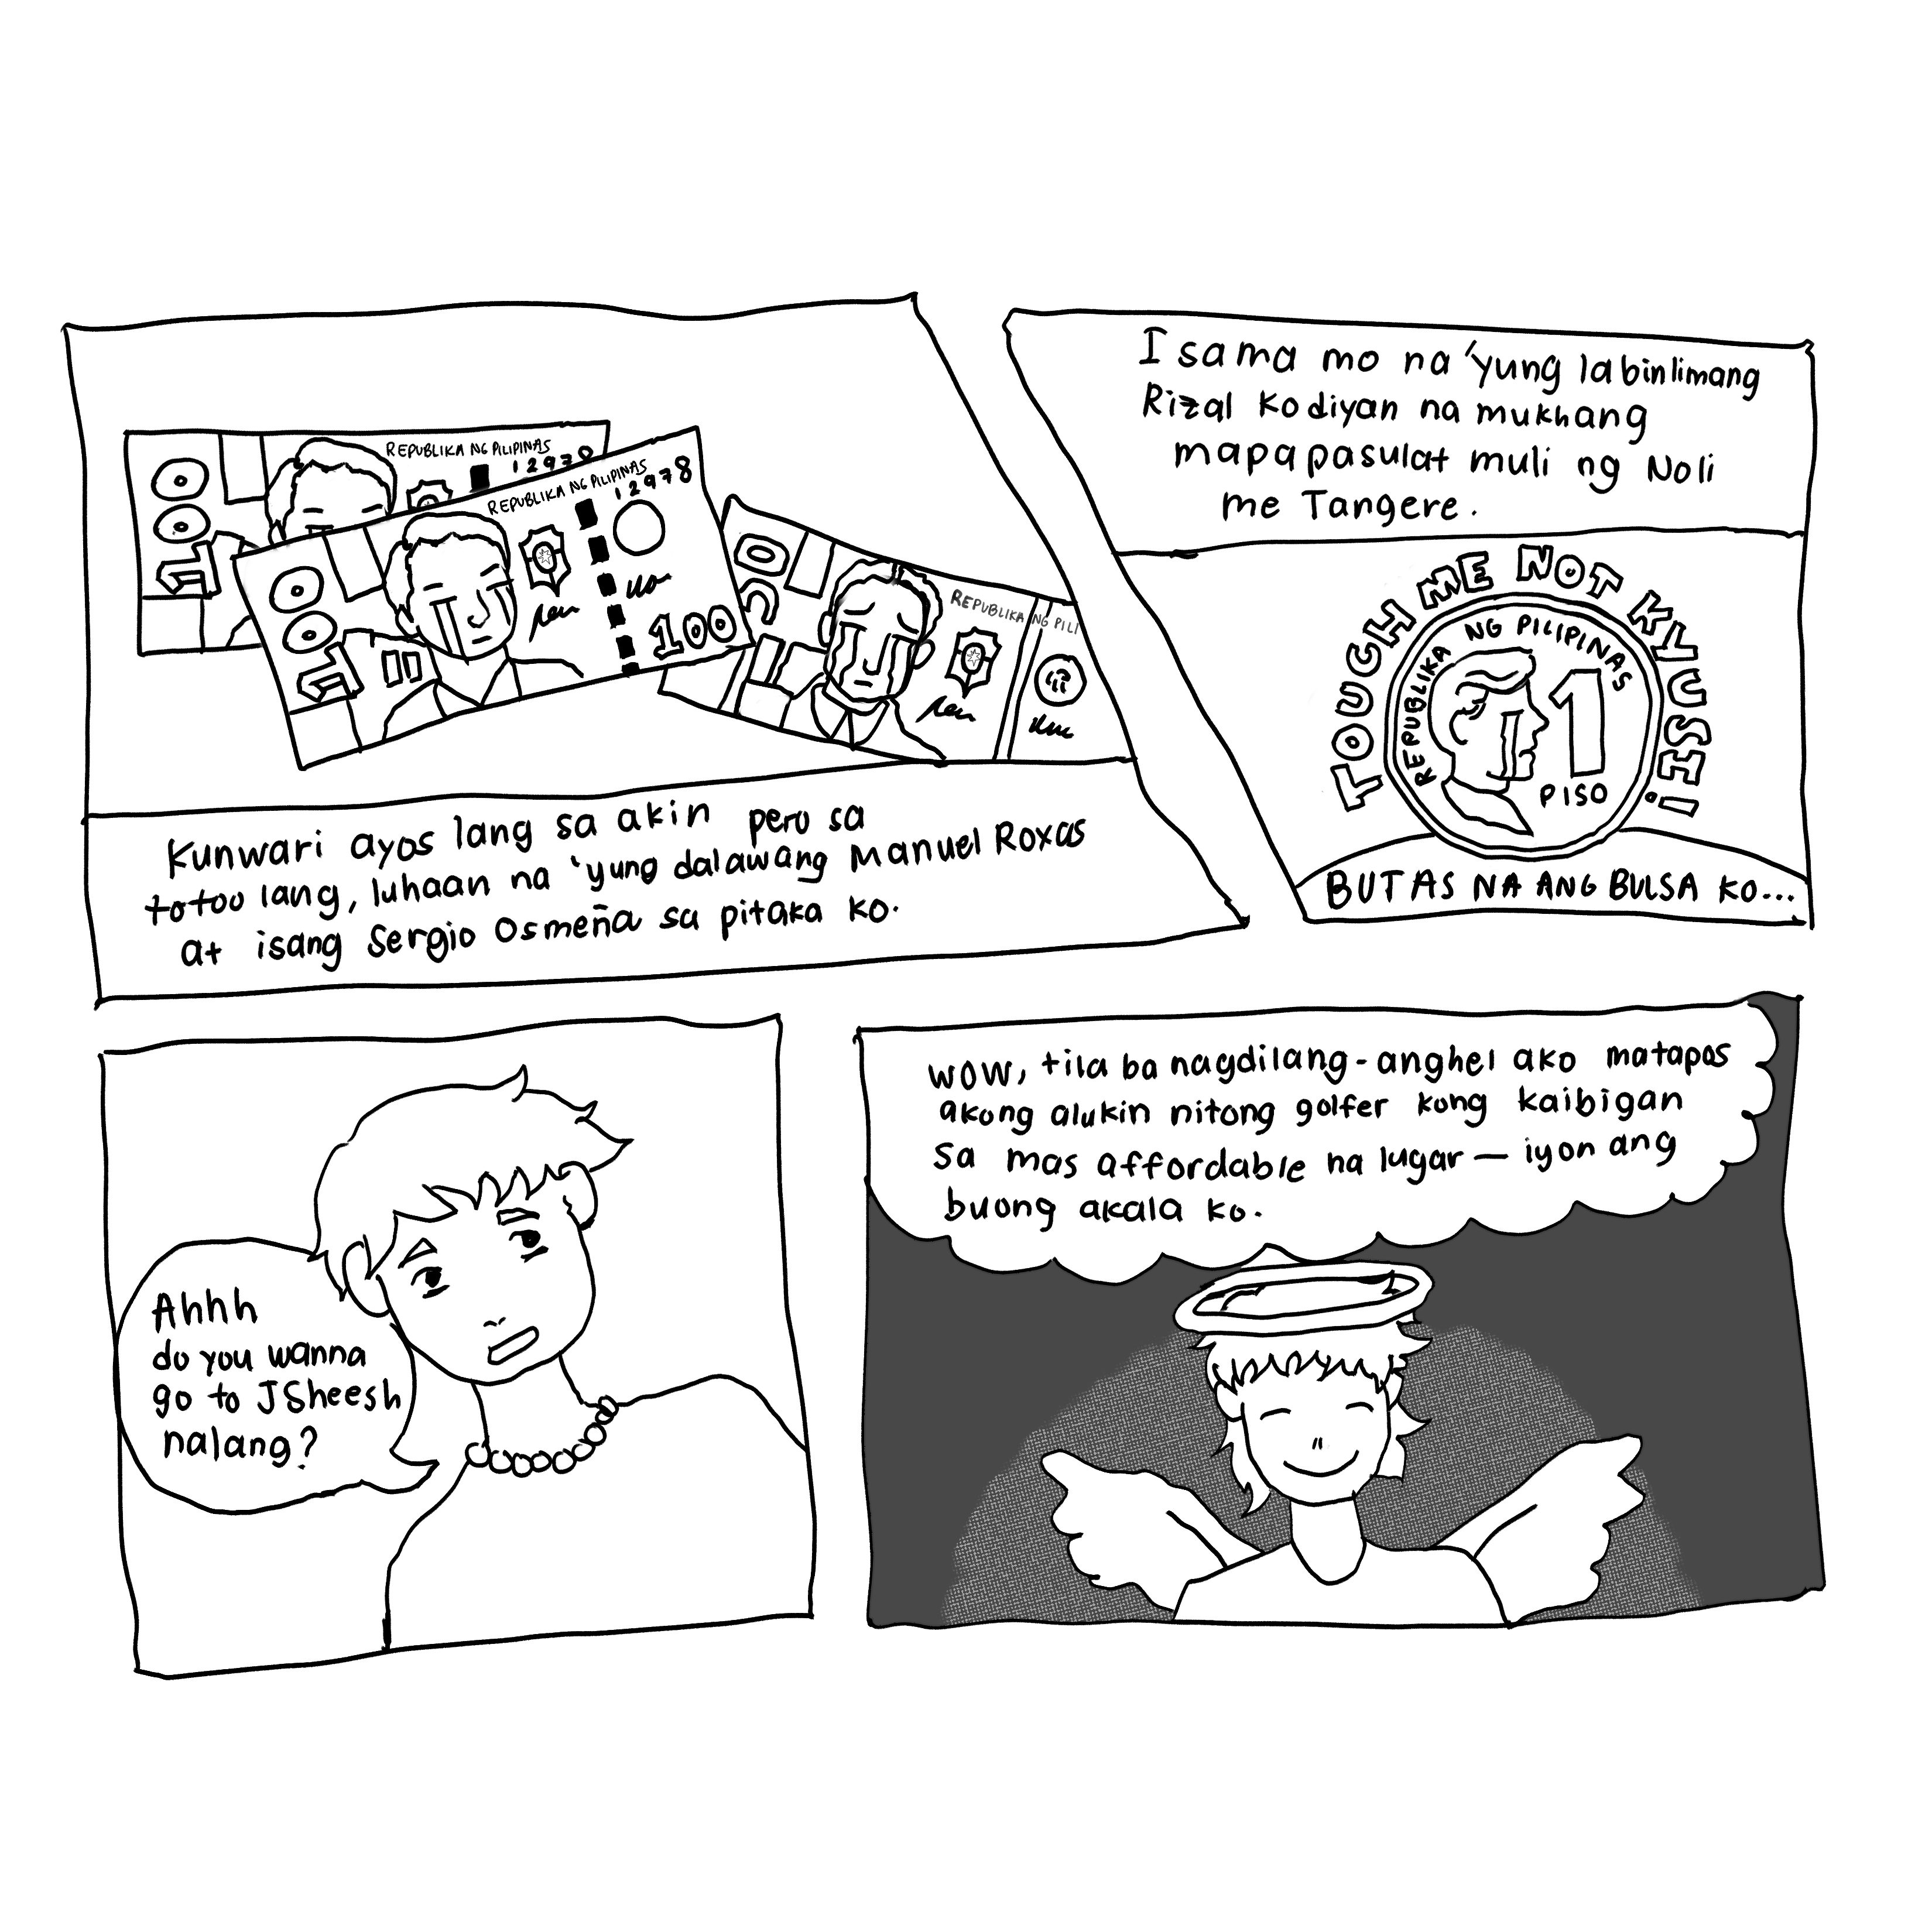 100
REPUBLIKA NG PILIPINAS
12978
100
REPUBLIKA NG PILIPINAS
12978
100
50
REPUBLIKA NG PILI
Kunwari ayos lang sa akin pero sa
totoo lang, luhaan na 'yung dalawang Manuel Roxas
at isang Sergio Osmeña sa pitaka ko.
Isama mo na 'yung labinlimang
Rizal ko diyan na mukhang
mapapasulat muli ng Noli
me Tangere.
TOUCH ME NOT KLUSH!
REPUBLIKA NG PILIPINAS
1
PISO
BUTAS NA ANG BULSA KO...
Ahhh
do you wanna
go to JSheesh
nalang?
WOW, tila ba nagdilang-anghel ako matapos
akong alukin nitong golfer kong kaibigan
sa mas affordable na lugar — iyon ang
buong akala ko.